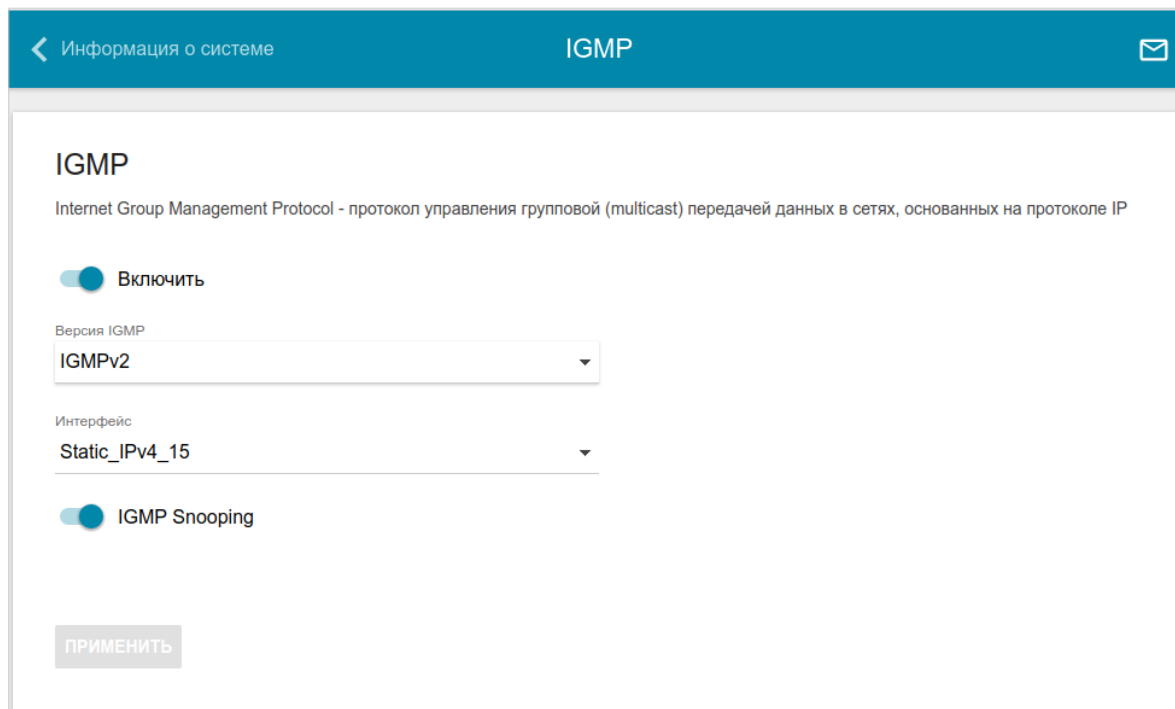 Информация о системе
IGMP
IGMP
Internet Group Management Protocol - протокол управления групповой (multicast) передачей данных в сетях, основанных на протоколе IP
Включить
Версия IGMP
IGMPv2
Интерфейс
Static_IPv4_15
IGMP Snooping
ПРИМЕНИТЬ